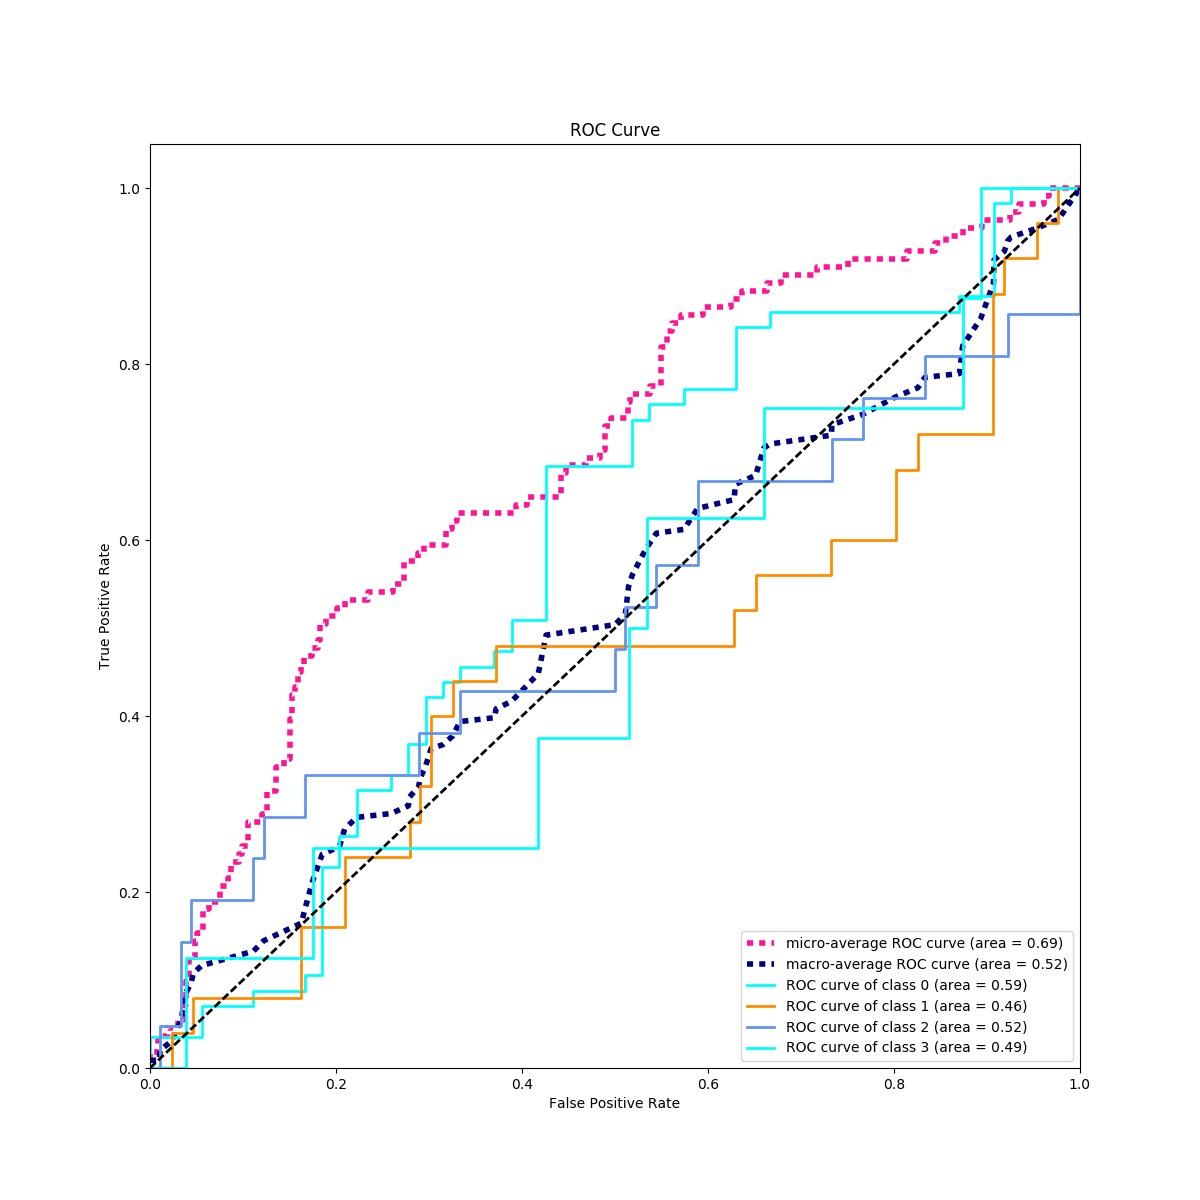 ROC Curve
True Positive Rate
1.0
0.8
0.6
0.4
0.2
0.0
micro-average ROC curve (area = 0.69)
macro-average ROC curve (area = 0.52)
ROC curve of class 0 (area = 0.59)
ROC curve of class 1 (area = 0.46)
ROC curve of class 2 (area = 0.52)
ROC curve of class 3 (area = 0.49)
0.0 0.2 0.4 0.6 0.8 1.0
False Positive Rate